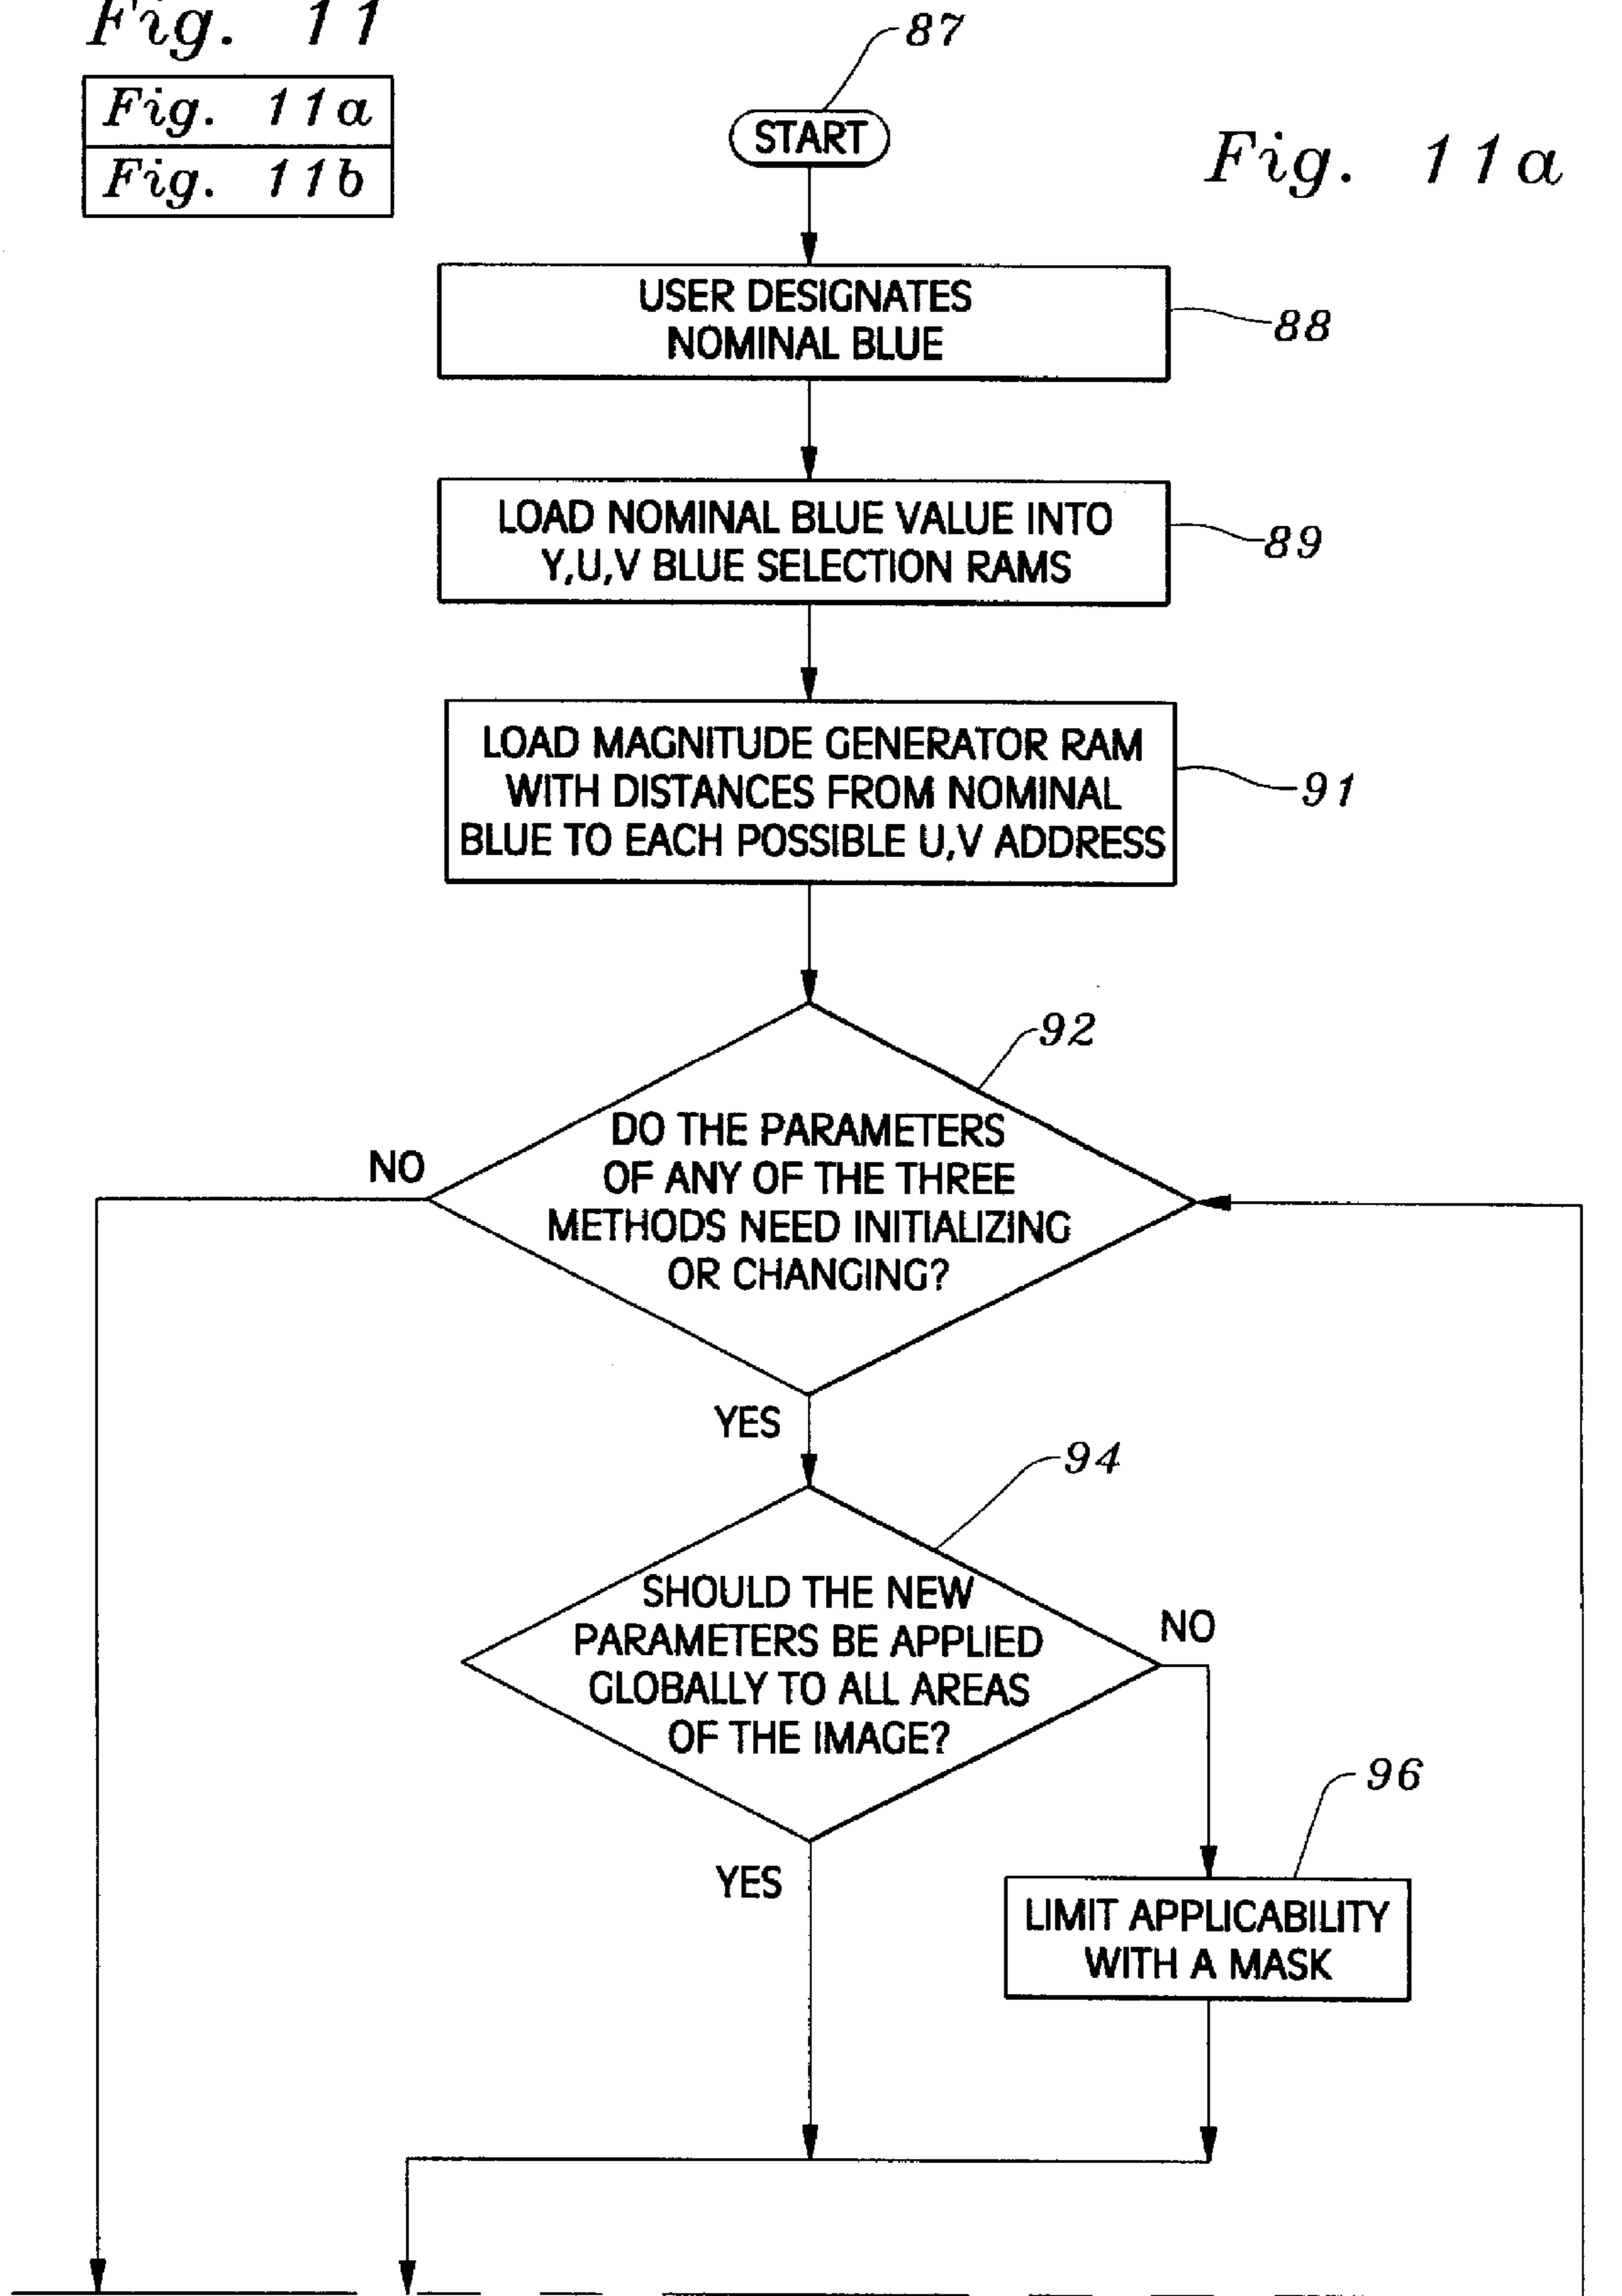 Fig. 11
Fig. 11a
Fig. 11b
87
START
Fig. 11a
USER DESIGNATES
NOMINAL BLUE
88
LOAD NOMINAL BLUE VALUE INTO
Y,U,V BLUE SELECTION RAMS
89
LOAD MAGNITUDE GENERATOR RAM
WITH DISTANCES FROM NOMINAL
BLUE TO EACH POSSIBLE U,V ADDRESS
91
92
DO THE PARAMETERS
OF ANY OF THE THREE
METHODS NEED INITIALIZING
OR CHANGING?
NO
YES
94
SHOULD THE NEW
PARAMETERS BE APPLIED
GLOBALLY TO ALL AREAS
OF THE IMAGE?
NO
YES
96
LIMIT APPLICABILITY
WITH A MASK